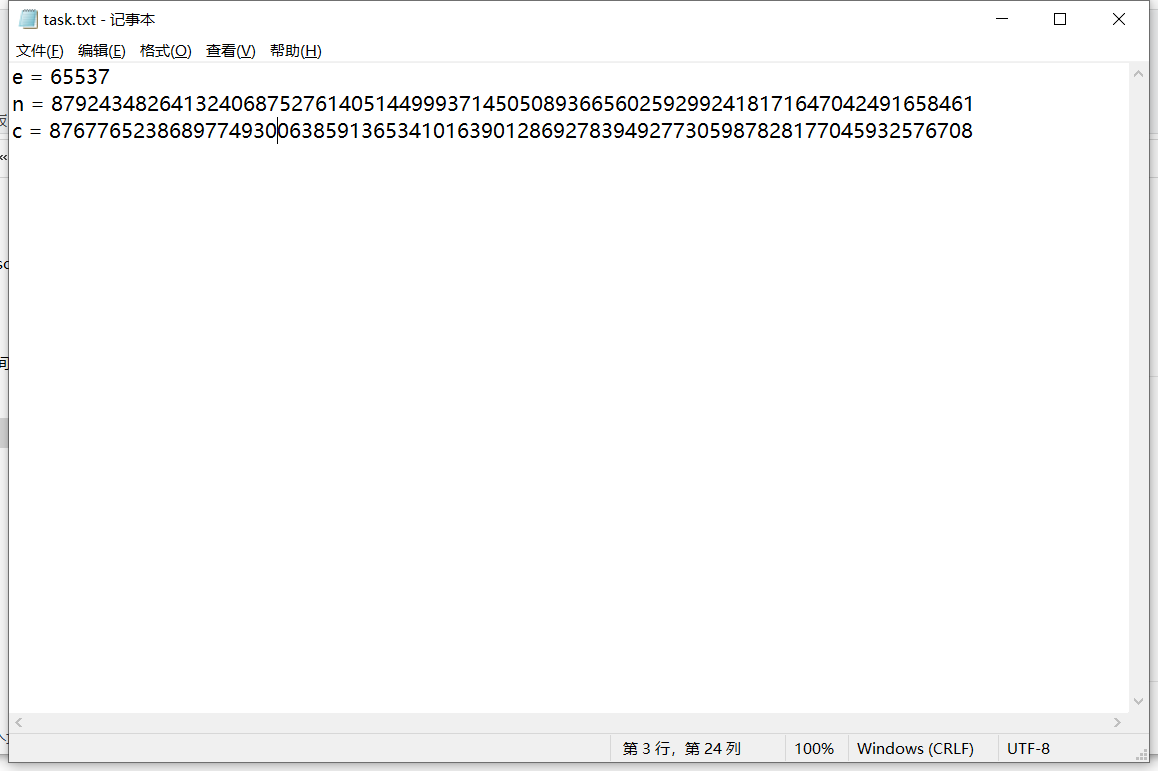 task.txt - 记事本
文件(F) 编辑(E) 格式(O) 查看(V) 帮助(H)
e = 65537
n = 87924348264132406875276140514499937145050893665602592992418171647042491658461
c = 87677652386897749300638591365341016390128692783949277305987828177045932576708
第 3 行，第 24 列 100% Windows (CRLF) UTF-8